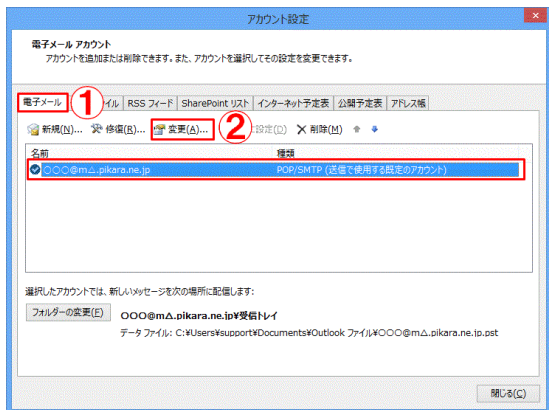 アカウント設定
電子メール アカウント
アカウントを追加または削除できます。また、アカウントを選択してその設定を変更できます。
電子メール ① イル RSS フィード SharePoint リスト インターネット予定表 公開予定表 アドレス帳
新規(N)... 修復(R)... 変更(A)... ② 設定(D) 削除(M)
名前 種類
〇〇〇@m△.pikara.ne.jp POP/SMTP (送信で使用する既定のアカウント)
選択したアカウントでは、新しいメッセージを次の場所に配信します:
フォルダーの変更(F) 〇〇〇@m△.pikara.ne.jp¥受信トレイ
データ ファイル: C:¥Users¥support¥Documents¥Outlook ファイル¥〇〇〇@m△.pikara.ne.jp.pst
閉じる(C)